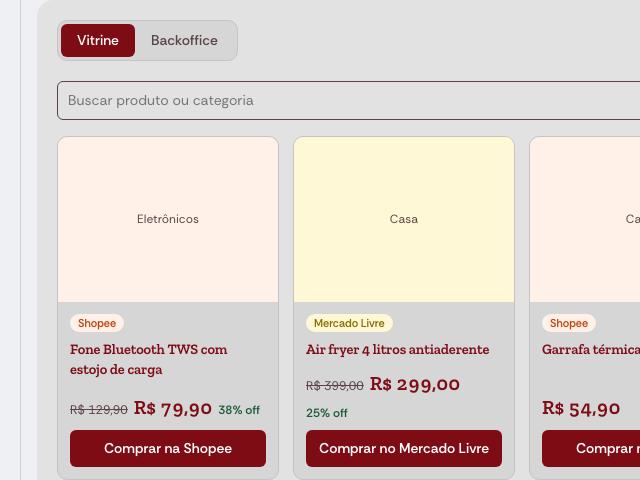 Vitrine
Backoffice
Buscar produto ou categoria
Eletrônicos
Casa
Ca
Shopee
Mercado Livre
Shopee
Fone Bluetooth TWS com
estojo de carga
Air fryer 4 litros antiaderente
Garrafa térmica
R$ 129,90 R$ 79,90 38% off
R$ 399,00 R$ 299,00
25% off
R$ 54,90
Comprar na Shopee
Comprar no Mercado Livre
Comprar n